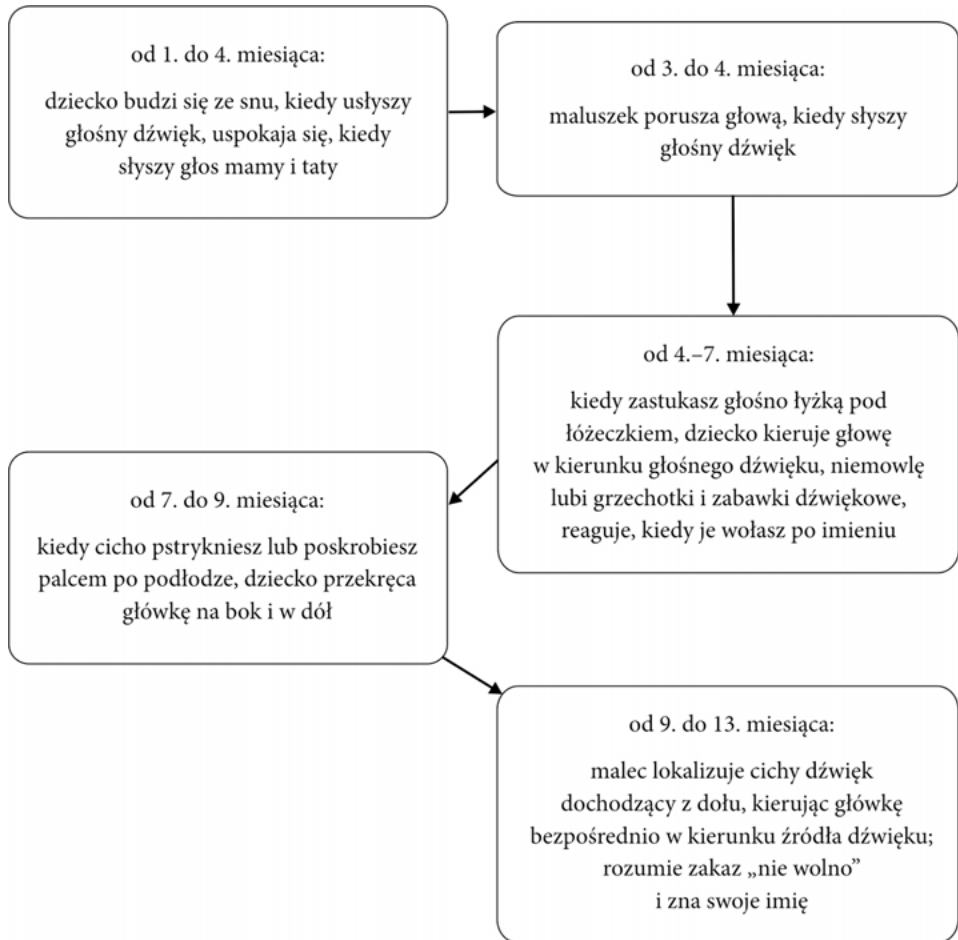 od 1. do 4. miesiąca:
dziecko budzi się ze snu, kiedy usłyszy
głośny dźwięk, uspokaja się, kiedy
słyszy głos mamy i taty
od 3. do 4. miesiąca:
maluszek porusza głową, kiedy słyszy
głośny dźwięk
od 4.–7. miesiąca:
kiedy zastukasz głośno łyżką pod
łóżeczkiem, dziecko kieruje głowę
w kierunku głośnego dźwięku, niemowlę
lubi grzechotki i zabawki dźwiękowe,
reaguje, kiedy je wołasz po imieniu
od 7. do 9. miesiąca:
kiedy cicho pstrykniesz lub poskrobiesz
palcem po podłodze, dziecko przekręca
główkę na bok i w dół
od 9. do 13. miesiąca:
malec lokalizuje cichy dźwięk
dochodzący z dołu, kierując główkę
bezpośrednio w kierunku źródła dźwięku;
rozumie zakaz „nie wolno”
i zna swoje imię